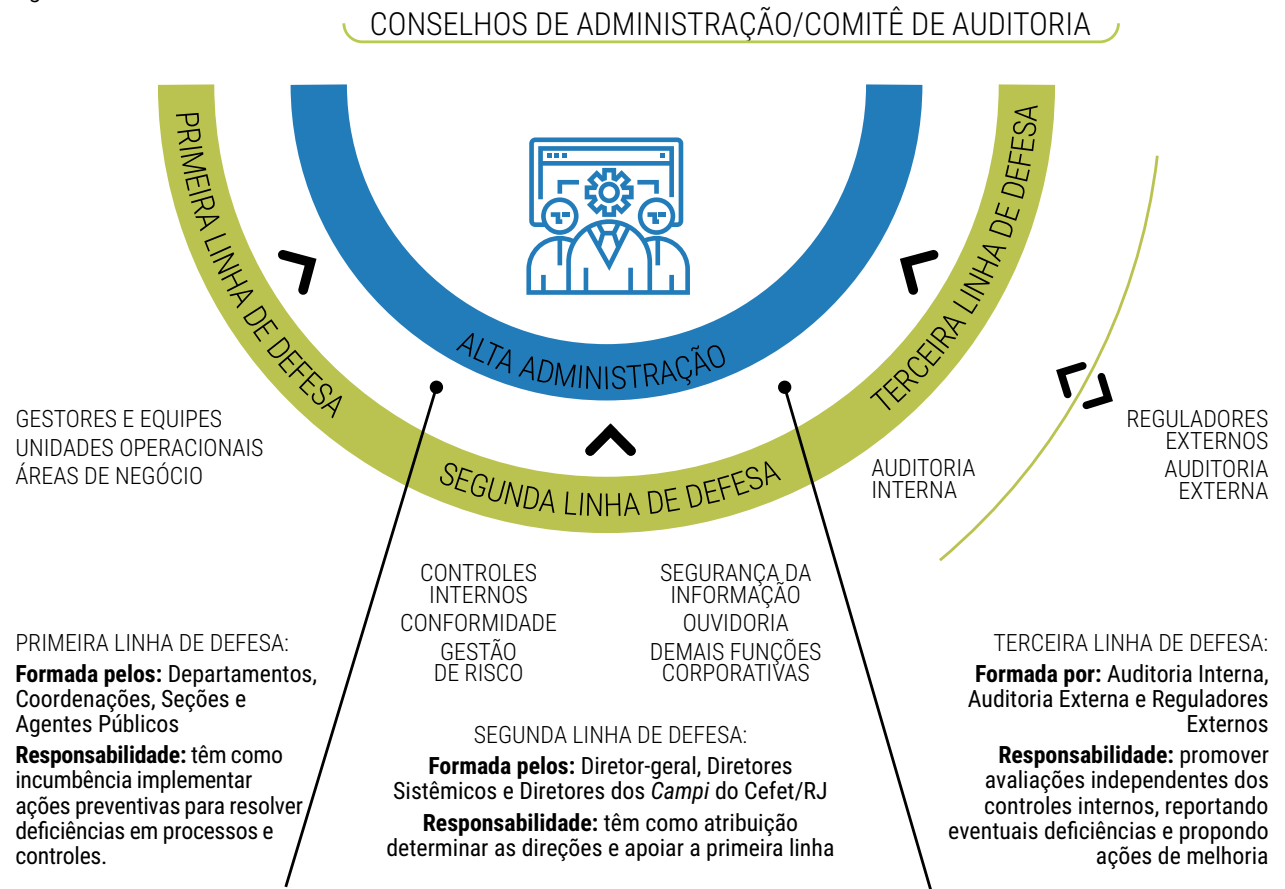 CONSELHOS DE ADMINISTRAÇÃO/COMITÊ DE AUDITORIA
PRIMEIRA LINHA DE DEFESA
ALTA ADMINISTRAÇÃO
SEGUNDA LINHA DE DEFESA
TERCEIRA LINHA DE DEFESA
GESTORES E EQUIPES
UNIDADES OPERACIONAIS
ÁREAS DE NEGÓCIO
AUDITORIA
INTERNA
REGULADORES
EXTERNOS
AUDITORIA
EXTERNA
CONTROLES
INTERNOS
CONFORMIDADE
GESTÃO
DE RISCO
SEGURANÇA DA
INFORMAÇÃO
OUVIDORIA
DEMAIS FUNÇÕES
CORPORATIVAS
PRIMEIRA LINHA DE DEFESA:
Formada pelos: Departamentos,
Coordenações, Seções e
Agentes Públicos
Responsabilidade: têm como
incumbência implementar
ações preventivas para resolver
deficiências em processos e
controles.
SEGUNDA LINHA DE DEFESA:
Formada pelos: Diretor-geral, Diretores
Sistêmicos e Diretores dos Campi do Cefet/RJ
Responsabilidade: têm como atribuição
determinar as direções e apoiar a primeira linha
TERCEIRA LINHA DE DEFESA:
Formada por: Auditoria Interna,
Auditoria Externa e Reguladores
Externos
Responsabilidade: promover
avaliações independentes dos
controles internos, reportando
eventuais deficiências e propondo
ações de melhoria